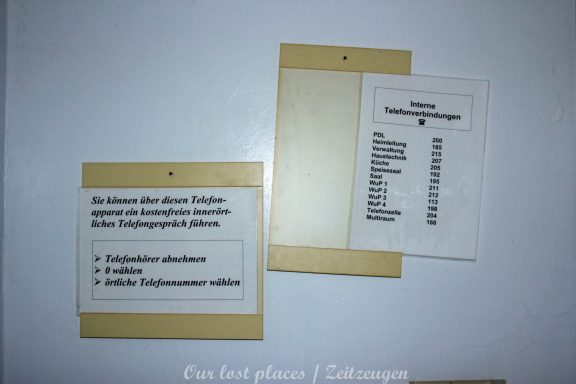 Sie können über diesen Telefon-
apparat ein kostenfreies innerört-
liches Telefongespräch führen.
➢ Telefonhörer abnehmen
➢ 0 wählen
➢ örtliche Telefonnummer wählen
Interne
Telefonverbindungen
☎
PDL 200
Heimleitung 185
Verwaltung 215
Haustechnik 207
Küche 205
Speisesaal 192
Saal 195
WuP 1 211
WuP 2 212
WuP 3 113
WuP 4 198
Telefonzelle 204
Multiraum 166
Our lost places | Zeitzeugen